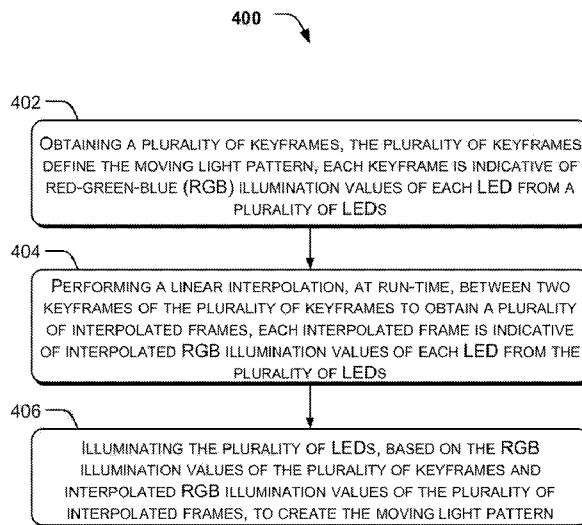 400
402
OBTAINING A PLURALITY OF KEYFRAMES, THE PLURALITY OF KEYFRAMES
DEFINE THE MOVING LIGHT PATTERN, EACH KEYFRAME IS INDICATIVE OF
RED-GREEN-BLUE (RGB) ILLUMINATION VALUES OF EACH LED FROM A
PLURALITY OF LEDS
404
PERFORMING A LINEAR INTERPOLATION, AT RUN-TIME, BETWEEN TWO
KEYFRAMES OF THE PLURALITY OF KEYFRAMES TO OBTAIN A PLURALITY
OF INTERPOLATED FRAMES, EACH INTERPOLATED FRAME IS INDICATIVE
OF INTERPOLATED RGB ILLUMINATION VALUES OF EACH LED FROM THE
PLURALITY OF LEDS
406
ILLUMINATING THE PLURALITY OF LEDS, BASED ON THE RGB
ILLUMINATION VALUES OF THE PLURALITY OF KEYFRAMES AND
INTERPOLATED RGB ILLUMINATION VALUES OF THE PLURALITY OF
INTERPOLATED FRAMES, TO CREATE THE MOVING LIGHT PATTERN